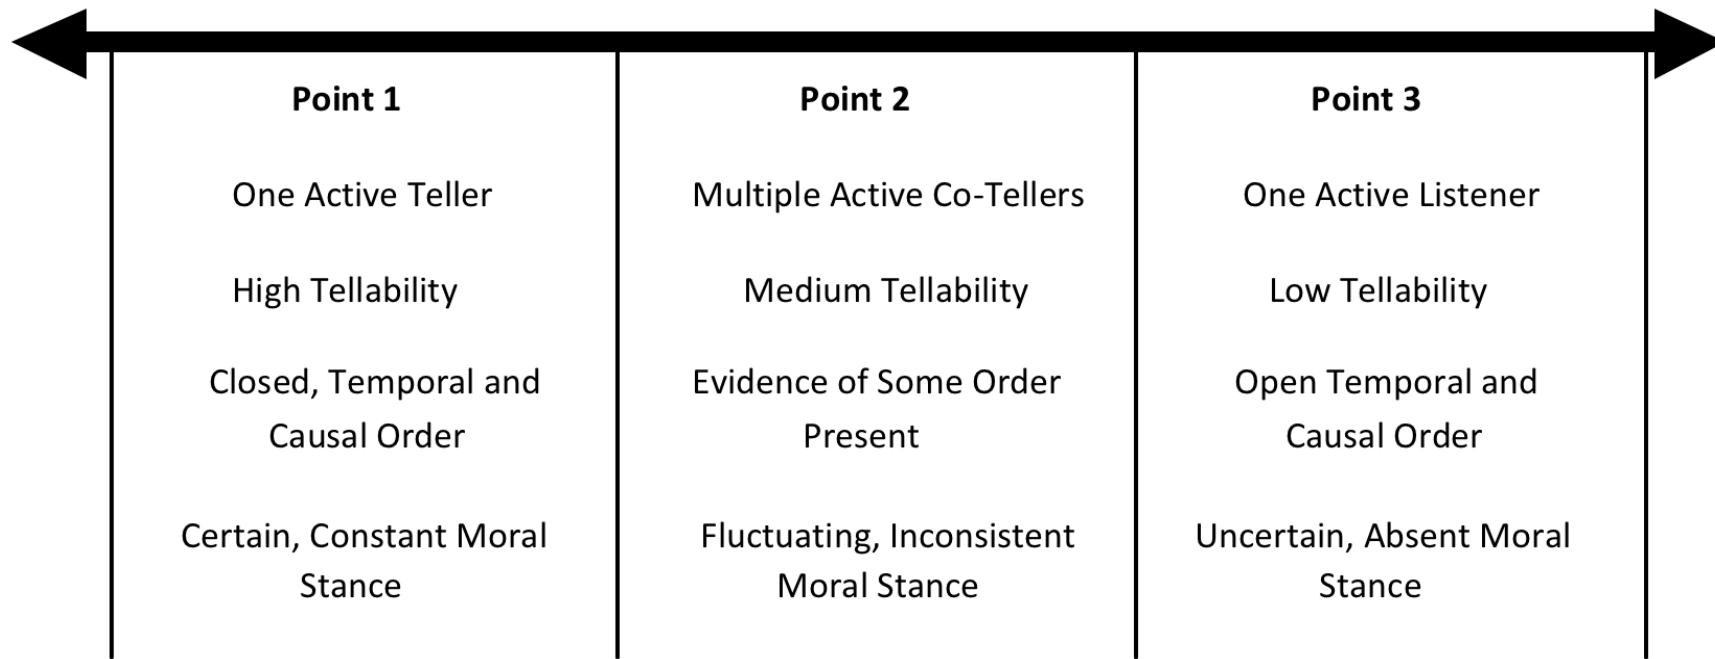 Point 1
One Active Teller
High Tellability
Closed, Temporal and
Causal Order
Certain, Constant Moral
Stance
Point 2
Multiple Active Co-Tellers
Medium Tellability
Evidence of Some Order
Present
Fluctuating, Inconsistent
Moral Stance
Point 3
One Active Listener
Low Tellability
Open Temporal and
Causal Order
Uncertain, Absent Moral
Stance